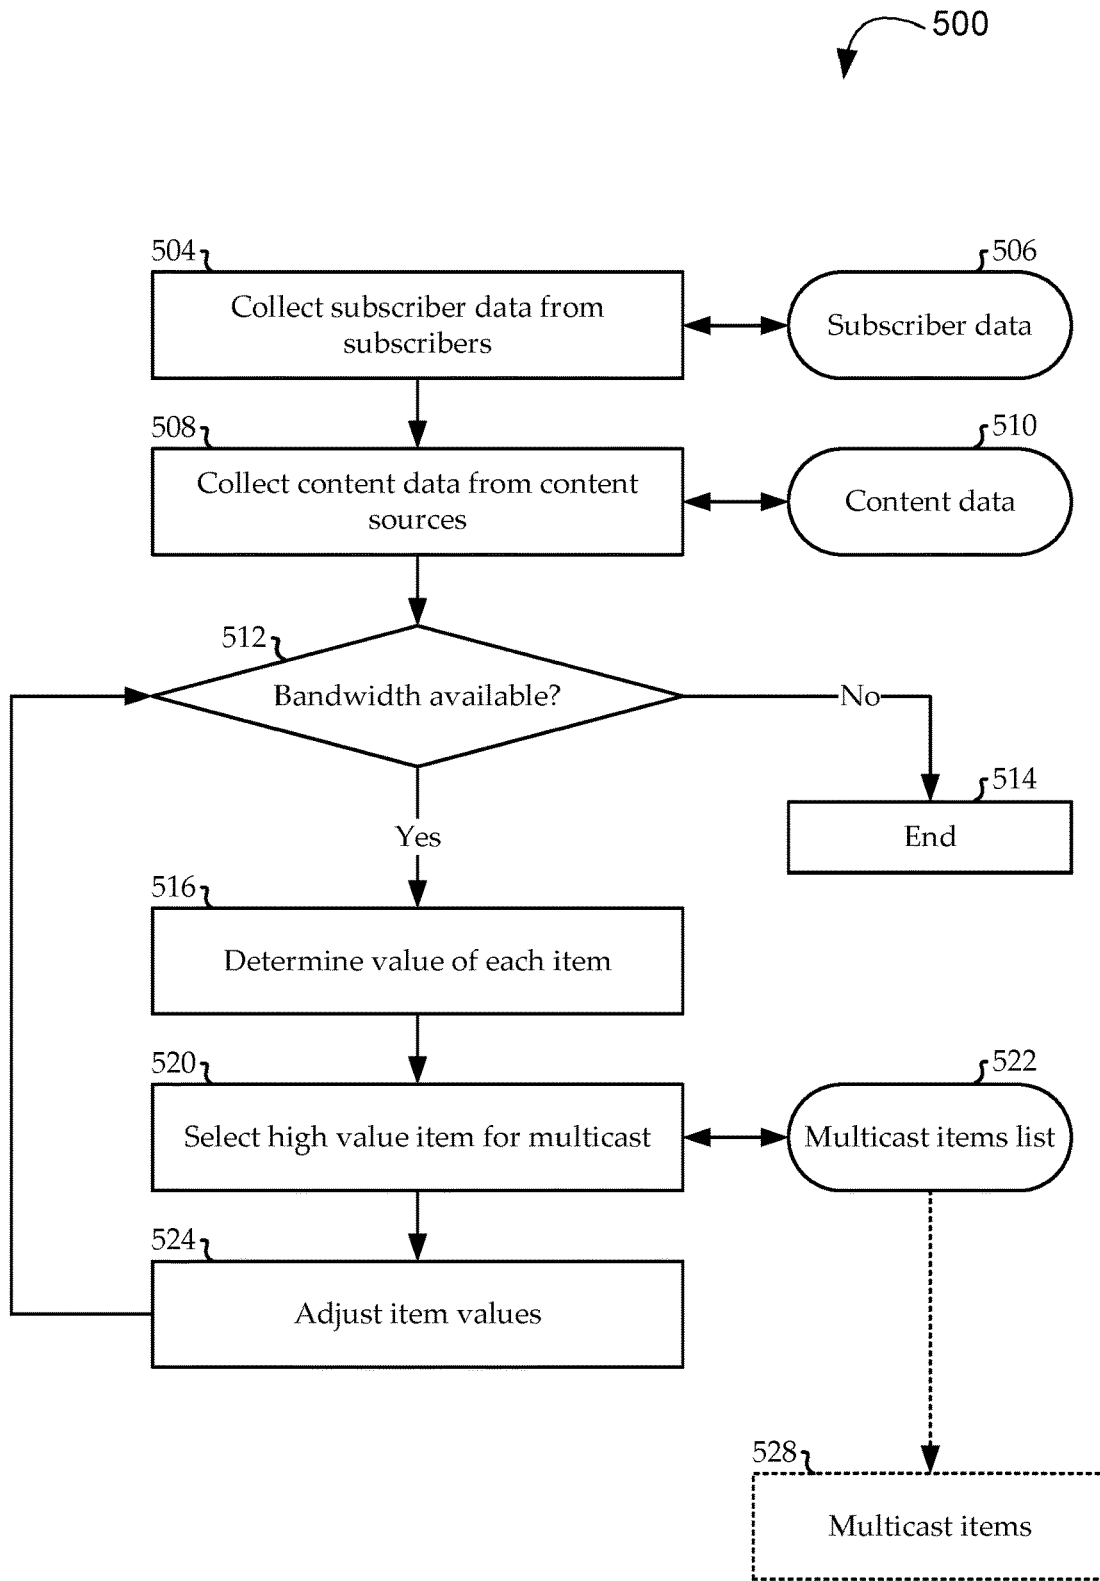 500
504
506
Collect subscriber data from
subscribers
Subscriber data
508
510
Collect content data from content
sources
Content data
512
Bandwidth available?
No
514
End
Yes
516
Determine value of each item
520
522
Select high value item for multicast
Multicast items list
524
Adjust item values
528
Multicast items